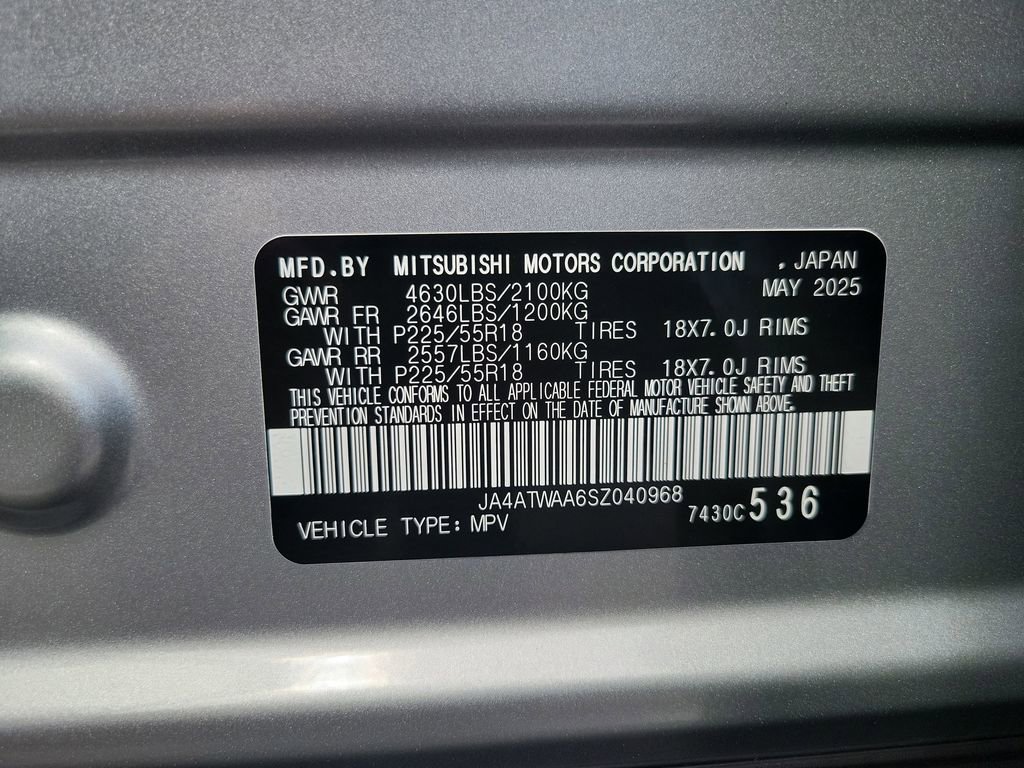 MFD.BY MITSUBISHI MOTORS CORPORATION , JAPAN
GWWR 4630LBS/2100KG MAY 2025
GAWR FR 2646LBS/1200KG
WITH P225/55R18 TIRES 18X7.0J RIMS
GAWR RR 2557LBS/1160KG
WITH P225/55R18 TIRES 18X7.0J RIMS
THIS VEHICLE CONFORMS TO ALL APPLICABLE FEDERAL MOTOR VEHICLE SAFETY AND THEFT
PREVENTION STANDARDS IN EFFECT ON THE DATE OF MANUFACTURE SHOWN ABOVE.
JA4ATWAA6SZ040968
VEHICLE TYPE: MPV 7430C 536